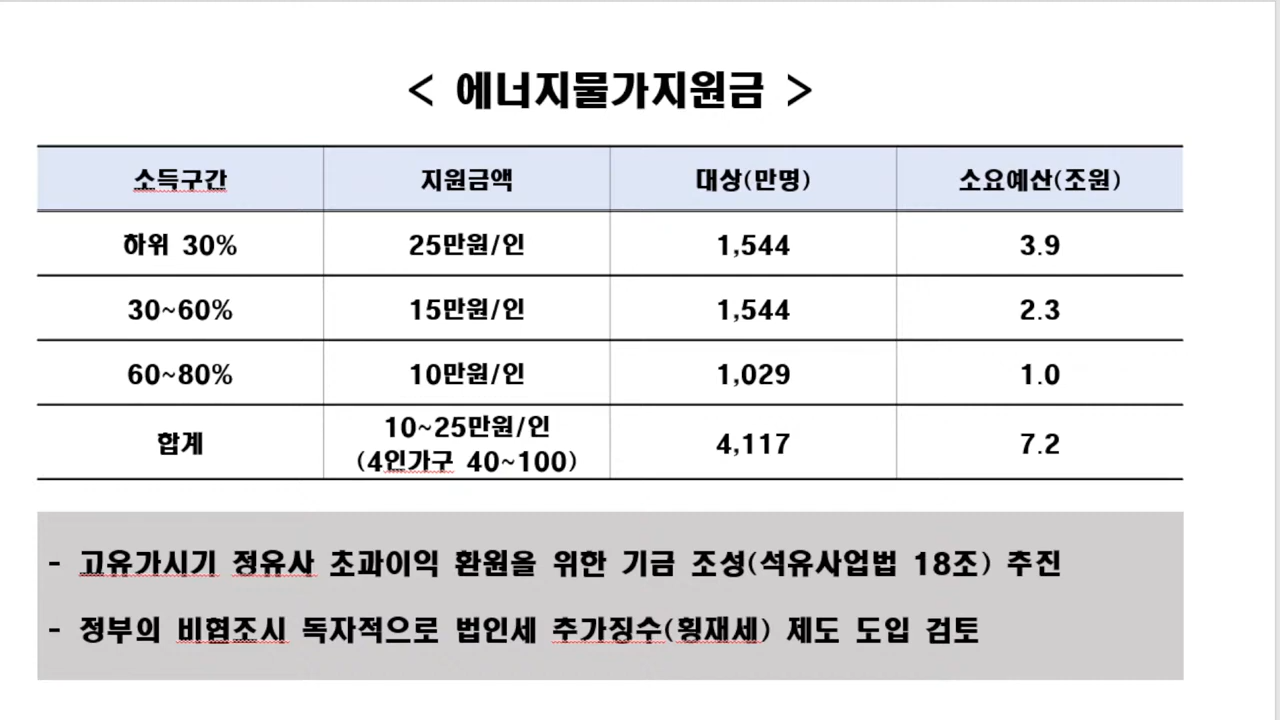 < 에너지물가지원금 >
소득구간 지원금액 대상(만명) 소요예산(조원)
하위 30% 25만원/인 1,544 3.9
30~60% 15만원/인 1,544 2.3
60~80% 10만원/인 1,029 1.0
합계 10~25만원/인 (4인가구 40~100) 4,117 7.2
- 고유가시기 정유사 초과이익 환원을 위한 기금 조성(석유사업법 18조) 추진
- 정부의 비협조시 독자적으로 법인세 추가징수(횡재세) 제도 도입 검토